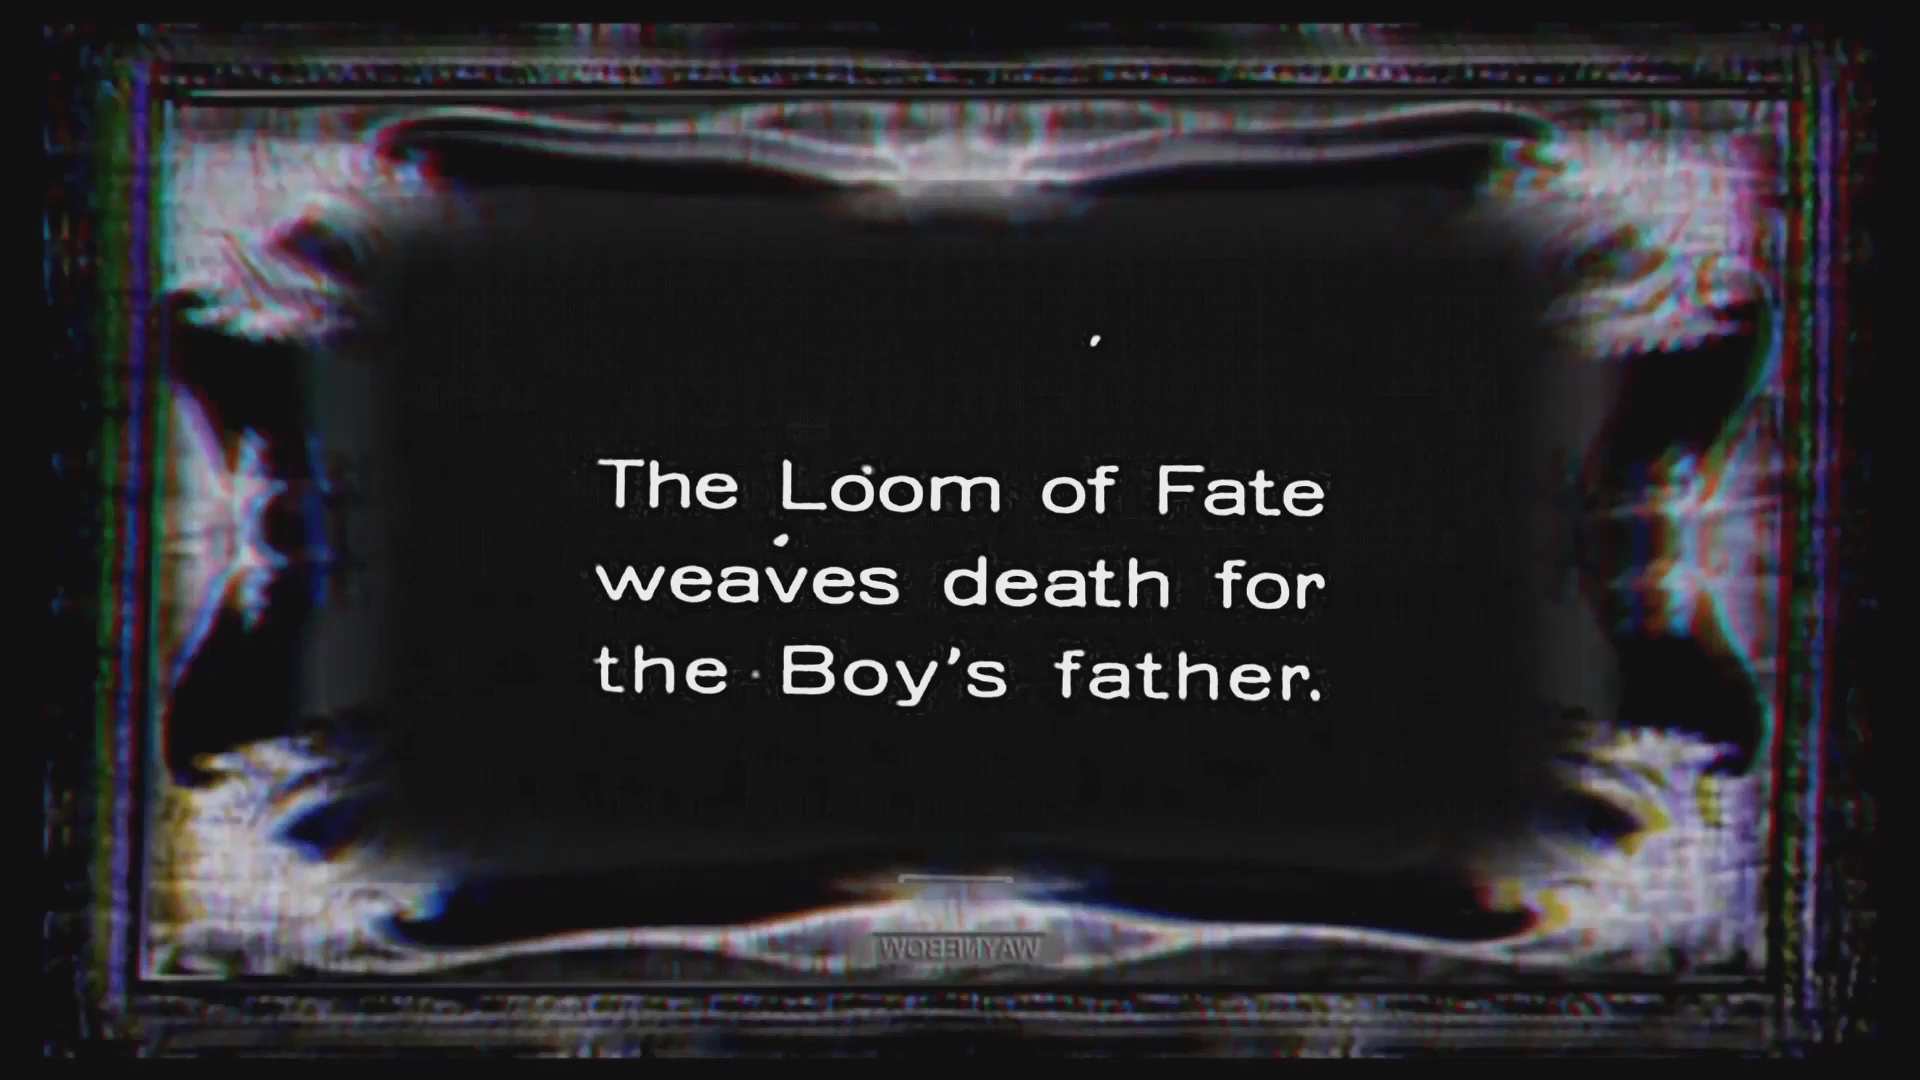 The Loom of Fate
weaves death for
the Boy's father.